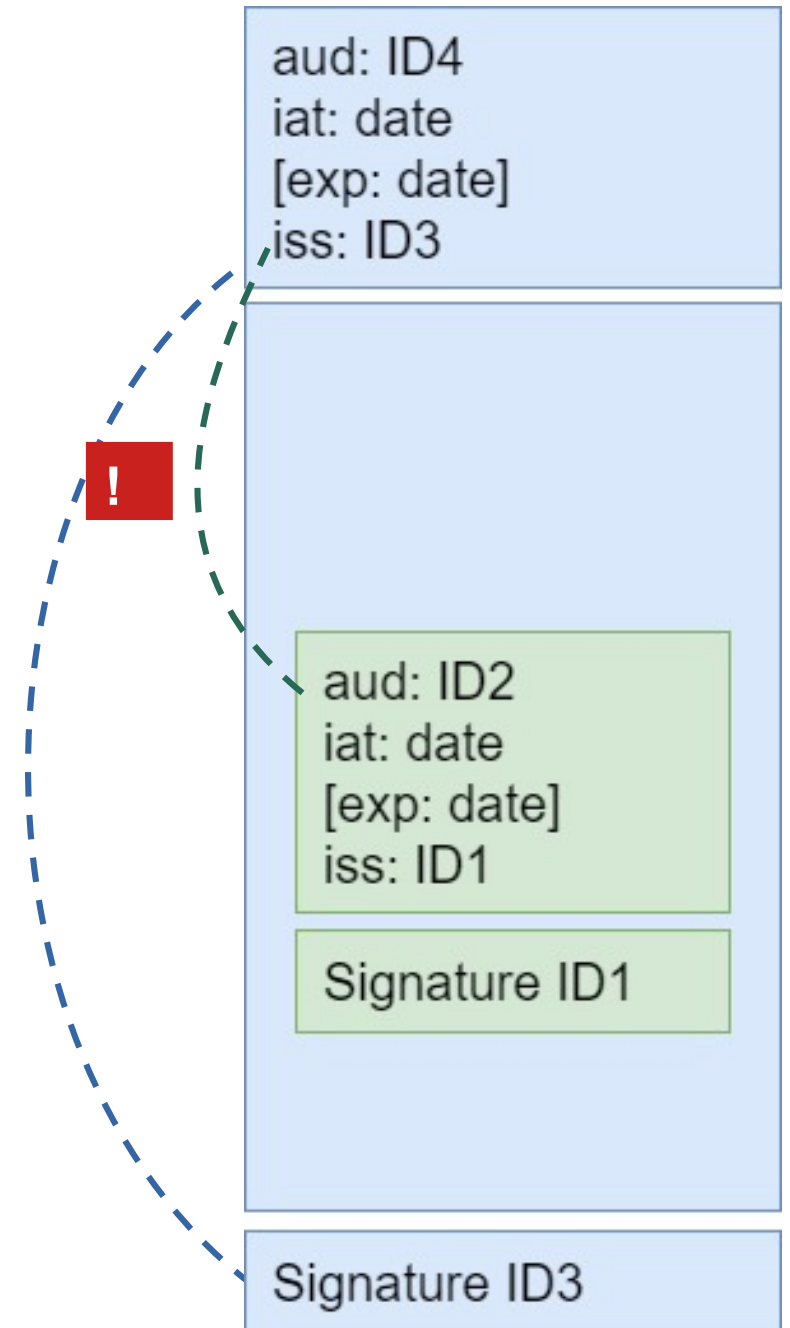 aud: ID4
iat: date
[exp: date]
iss: ID3
!
aud: ID2
iat: date
[exp: date]
iss: ID1
Signature ID1
Signature ID3